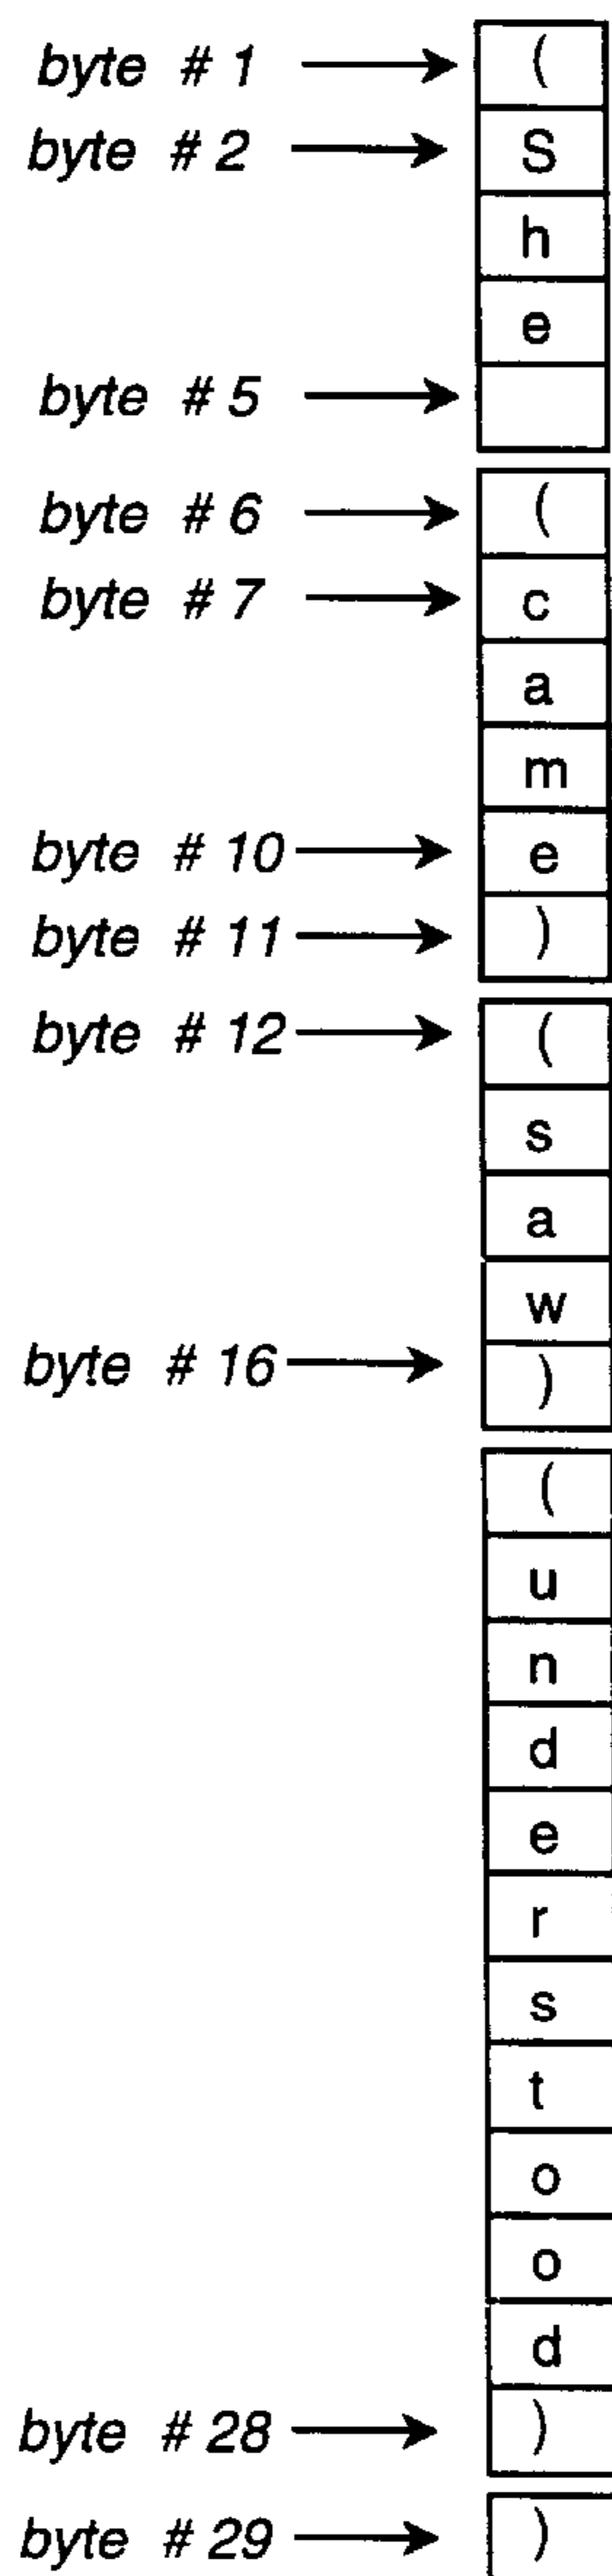 byte # 1 (
byte # 2 S
h
e
byte # 5
byte # 6 (
byte # 7 c
a
m
byte # 10 e
byte # 11 )
byte # 12 (
s
a
w
byte # 16 )
(
u
n
d
e
r
s
t
o
o
d
byte # 28 )
byte # 29 )